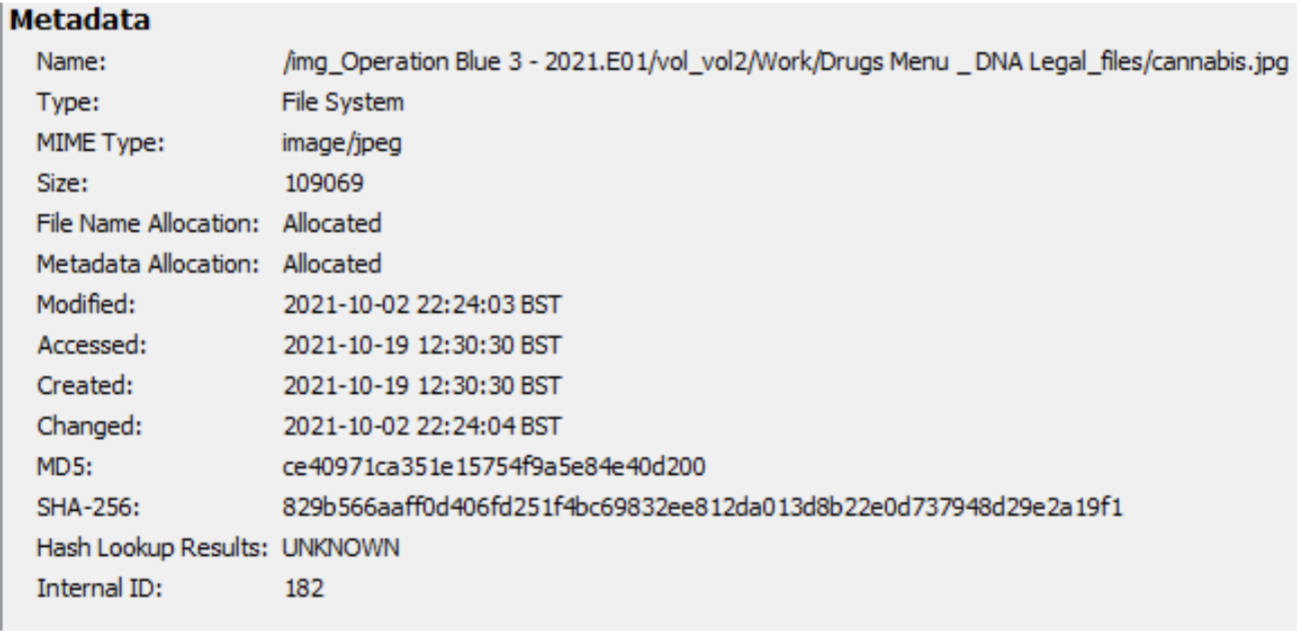 Metadata
Name: /img_Operation Blue 3 - 2021.E01/vol_vol2/Work/Drugs Menu _ DNA Legal_files/cannabis.jpg
Type: File System
MIME Type: image/jpeg
Size: 109069
File Name Allocation: Allocated
Metadata Allocation: Allocated
Modified: 2021-10-02 22:24:03 BST
Accessed: 2021-10-19 12:30:30 BST
Created: 2021-10-19 12:30:30 BST
Changed: 2021-10-02 22:24:04 BST
MD5: ce40971ca351e15754f9a5e84e40d200
SHA-256: 829b566aaff0d406fd251f4bc69832ee812da013d8b22e0d737948d29e2a19f1
Hash Lookup Results: UNKNOWN
Internal ID: 182